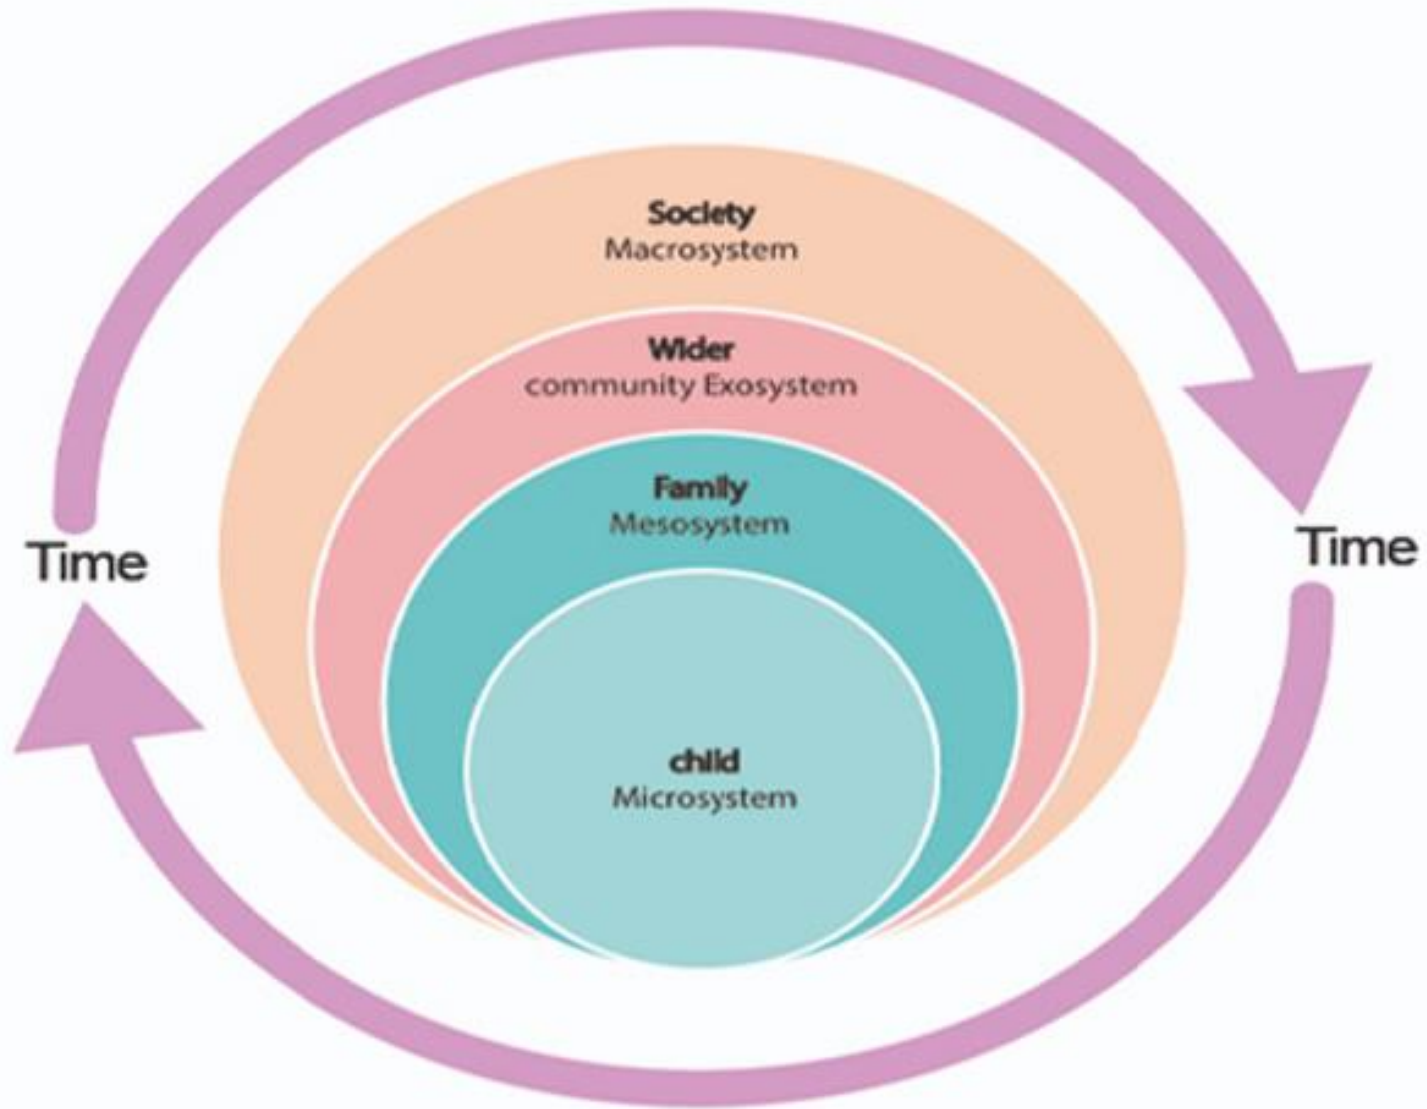 Society
Macrosystem
Wider
community Exosystem
Family
Mesosystem
Time
Time
child
Microsystem